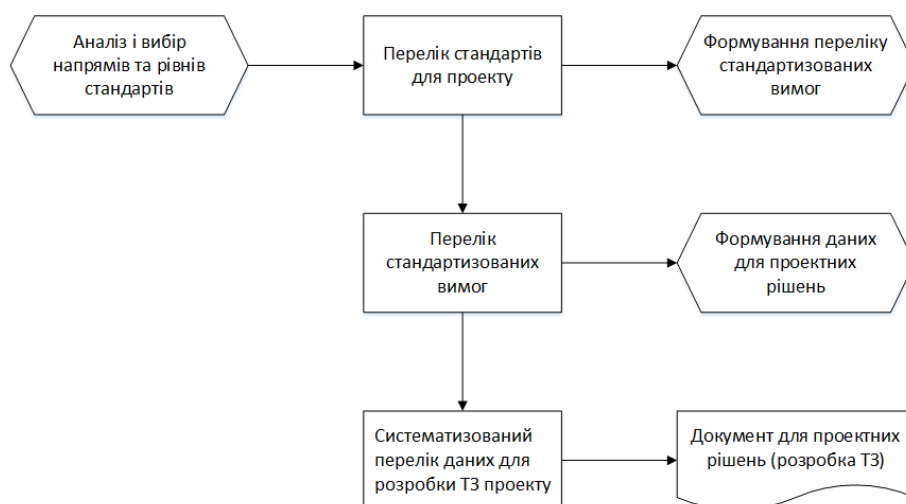 Аналіз і вибір
напрямів та рівнів
стандартів
Перелік стандартів
для проекту
Формування переліку
стандартизованих
вимог
Перелік
стандартизованих
вимог
Формування даних
для проектних
рішень
Систематизований
перелік даних для
розробки ТЗ проекту
Документ для проектних
рішень (розробка ТЗ)